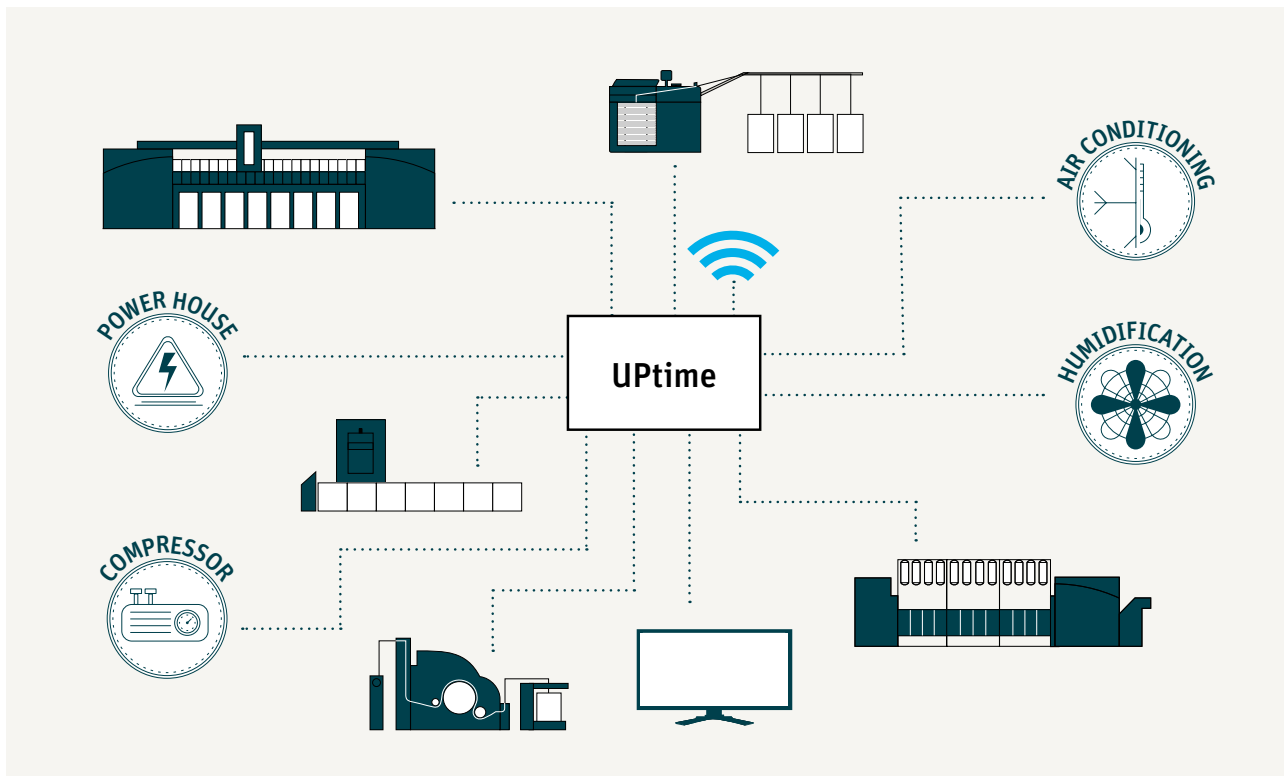 AIR CONDITIONING
POWER HOUSE
UPtime
HUMIDIFICATION
COMPRESSOR